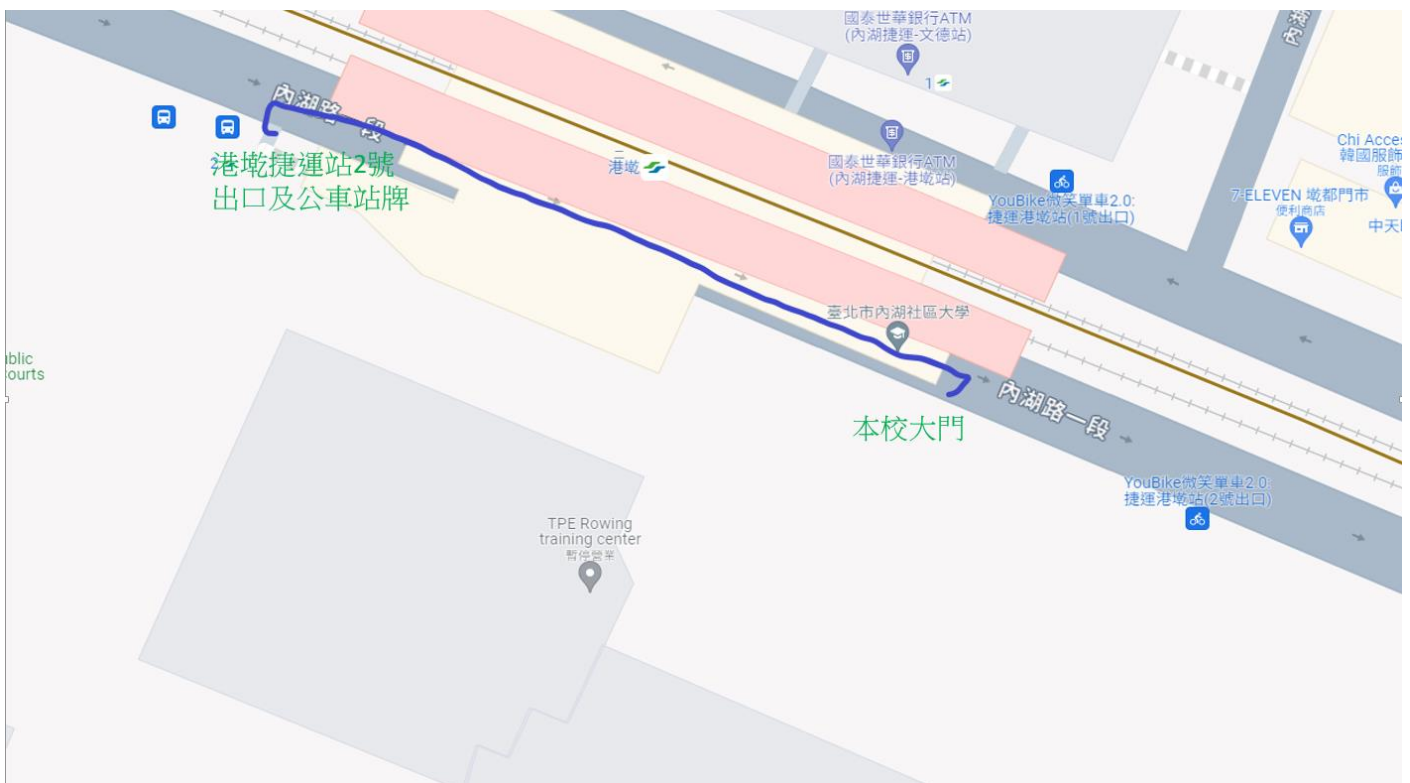 國泰世華銀行ATM
(內湖捷運-文德站)
1
內湖路一段
港墘捷運站2號
出口及公車站牌
港墘
國泰世華銀行ATM
(內湖捷運-港墘站)
YouBike微笑單車2.0:
捷運港墘站(1號出口)
Chi Acces
韓國服飾
服飾
7-ELEVEN 墘都門市
便利商店
中天
臺北市內湖社區大學
內湖路一段
本校大門
ublic
ourts
YouBike微笑單車2.0:
捷運港墘站(2號出口)
TPE Rowing
training center
暫停營業